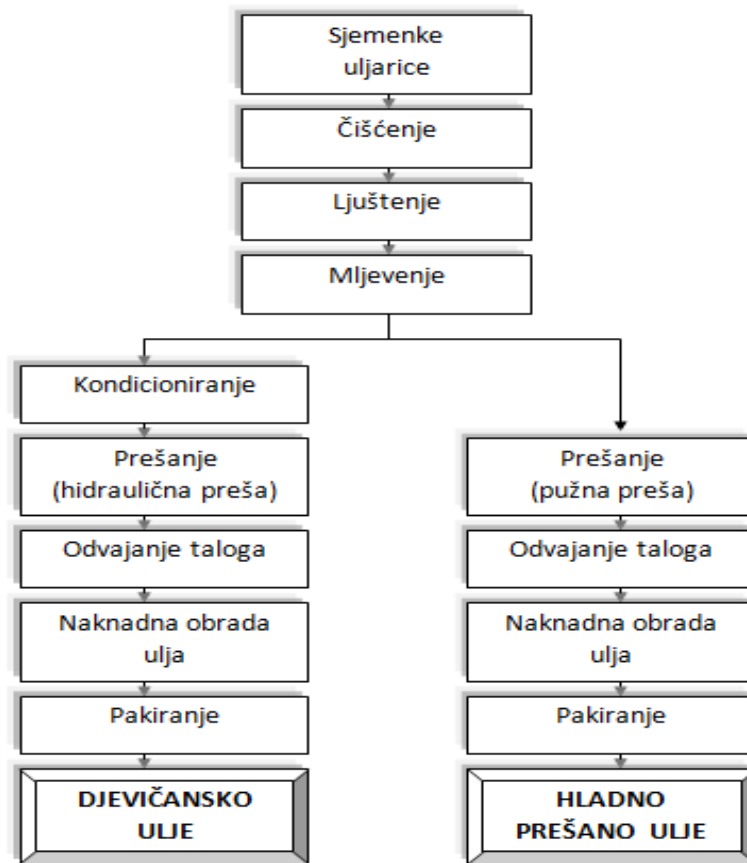 Sjemenke
uljarice
Čišćenje
Ljuštenje
Mljevenje
Kondicioniranje
Prešanje
(hidraulična preša)
Odvajanje taloga
Naknadna obrada
ulja
Pakiranje
DJEVIČANSKO
ULJE
Prešanje
(pužna preša)
Odvajanje taloga
Naknadna obrada
ulja
Pakiranje
HLADNO
PREŠANO ULJE